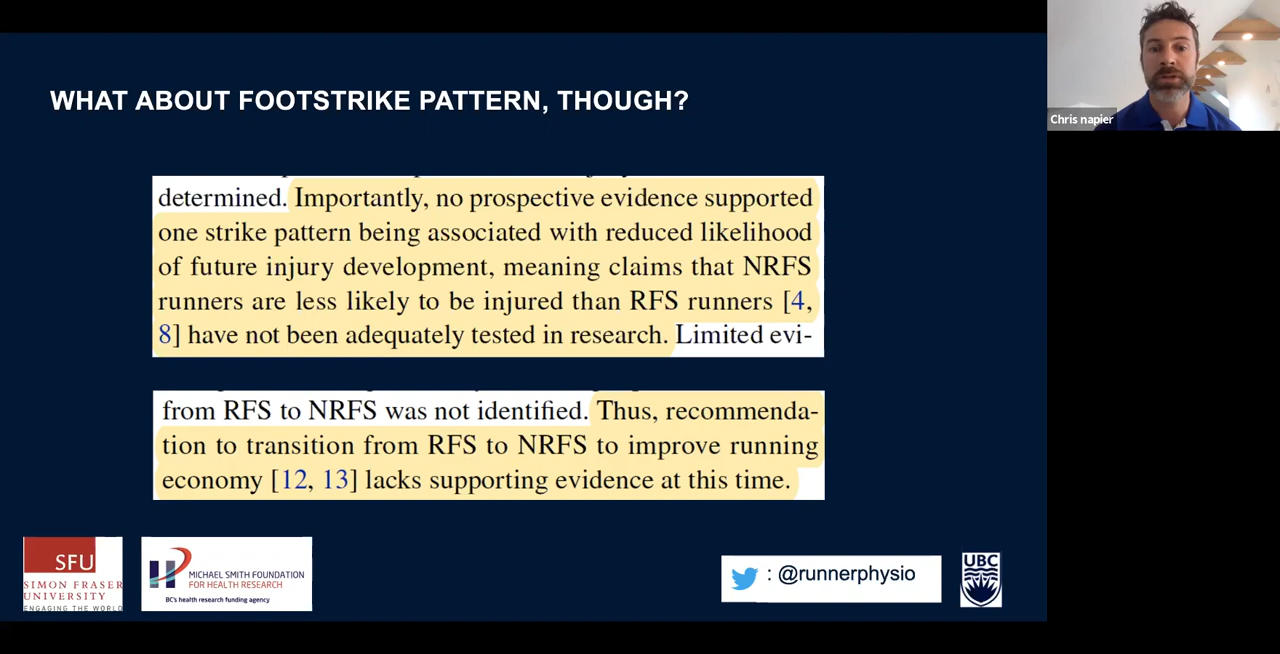 WHAT ABOUT FOOTSTRIKE PATTERN, THOUGH?
determined. Importantly, no prospective evidence supported
one strike pattern being associated with reduced likelihood
of future injury development, meaning claims that NRFS
runners are less likely to be injured than RFS runners [4,
8] have not been adequately tested in research. Limited evi-
from RFS to NRFS was not identified. Thus, recommenda-
tion to transition from RFS to NRFS to improve running
economy [12, 13] lacks supporting evidence at this time.
SFU
SIMON FRASER
UNIVERSITY
ENGAGING THE WORLD
MICHAEL SMITH FOUNDATION
FOR HEALTH RESEARCH
BC's health research funding agency
: @runnerphysio
UBC
Chris napier